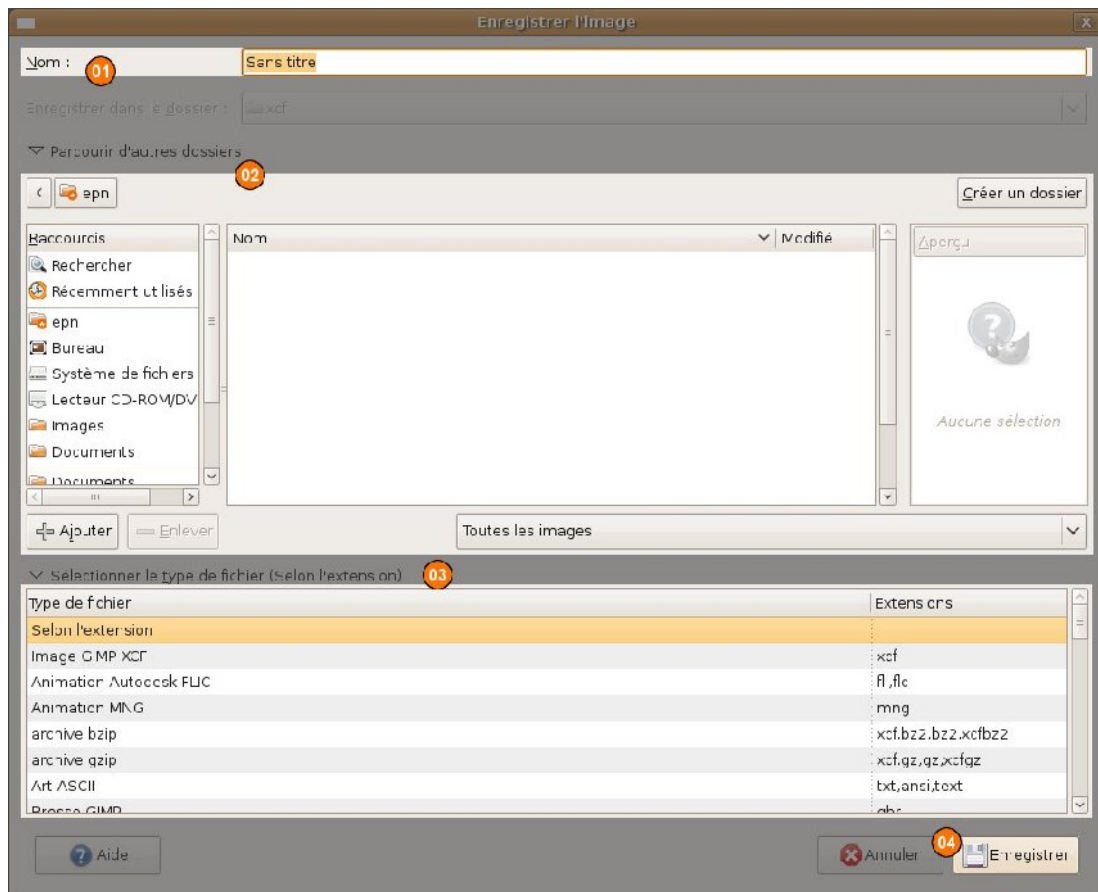 Enregistrer l'image
x
Nom :
01
Sans titre
Enregistrer dans le dossier :
xcf
Parcourir d'autres dossiers
02
epn
Créer un dossier
Raccourcis
Nom
Modifié
Aperçu
Rechercher
Récemment utilisés
epn
Bureau
Système de fichiers
Lecteur CD-ROM/DV
Images
Documents
Documents
Aucune sélection
Ajouter
Enlever
Toutes les images
Sélectionner le type de fichier (Selon l'extension)
03
Type de fichier
Extensions
Selon l'extension
Image GIMP XCF
xcf
Animation Autodesk FLIC
fli,flc
Animation MNG
mng
archive bzip
xcf.bz2,bz2,xcfbz2
archive gzip
xcf.gz,gz,xcfgz
Art ASCII
txt,ansi,text
Brosse GIMP
gbr
Aide
Annuler
04
Enregistrer